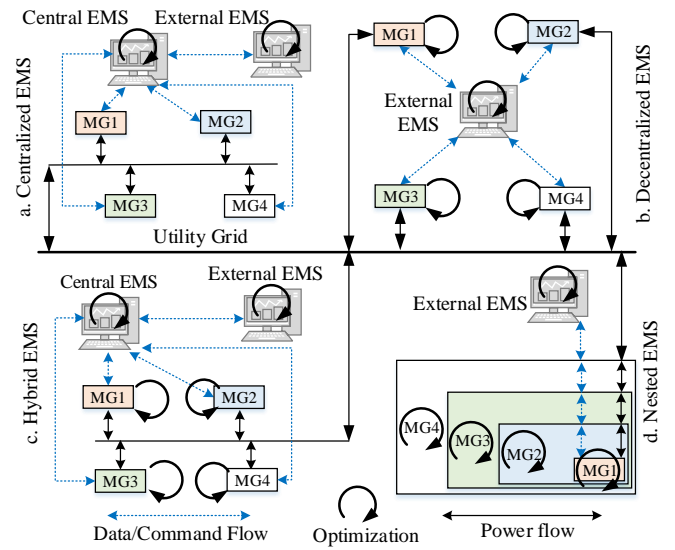 Central EMS
External EMS
a. Centralized EMS
MG1
MG2
MG3
MG4
MG1
MG2
External
EMS
MG3
MG4
b. Decentralized EMS
Utility Grid
Central EMS
External EMS
c. Hybrid EMS
MG1
MG2
MG3
MG4
External EMS
d. Nested EMS
MG4
MG3
MG2
MG1
Data/Command Flow
Optimization
Power flow